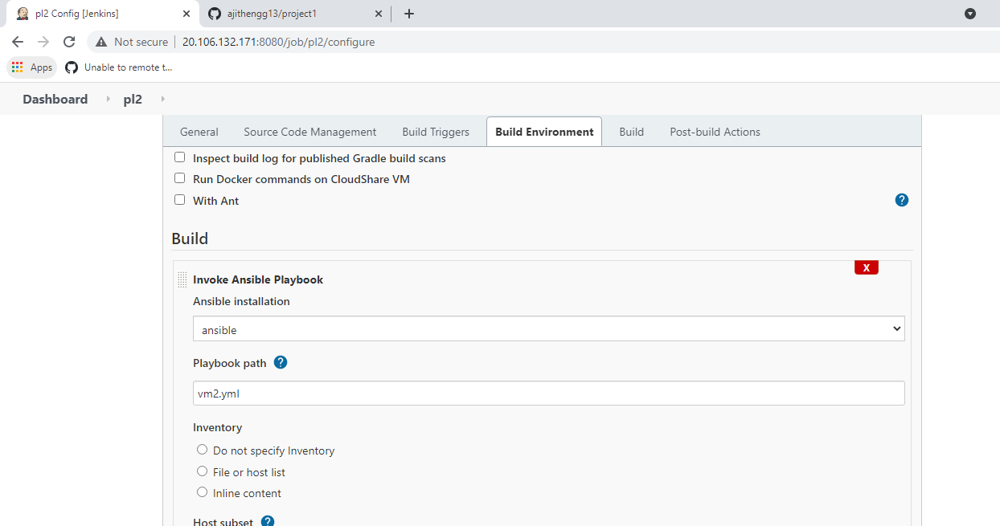 pl2 Config [Jenkins]
ajithengg13/project1
Not secure
20.106.132.171:8080/job/pl2/configure
Apps
Unable to remote t...
Dashboard
pl2
General
Source Code Management
Build Triggers
Build Environment
Build
Post-build Actions
Inspect build log for published Gradle build scans
Run Docker commands on CloudShare VM
With Ant
?
Build
X
Invoke Ansible Playbook
Ansible installation
ansible
Playbook path ?
vm2.yml
Inventory
Do not specify Inventory
File or host list
Inline content
Host subset ?